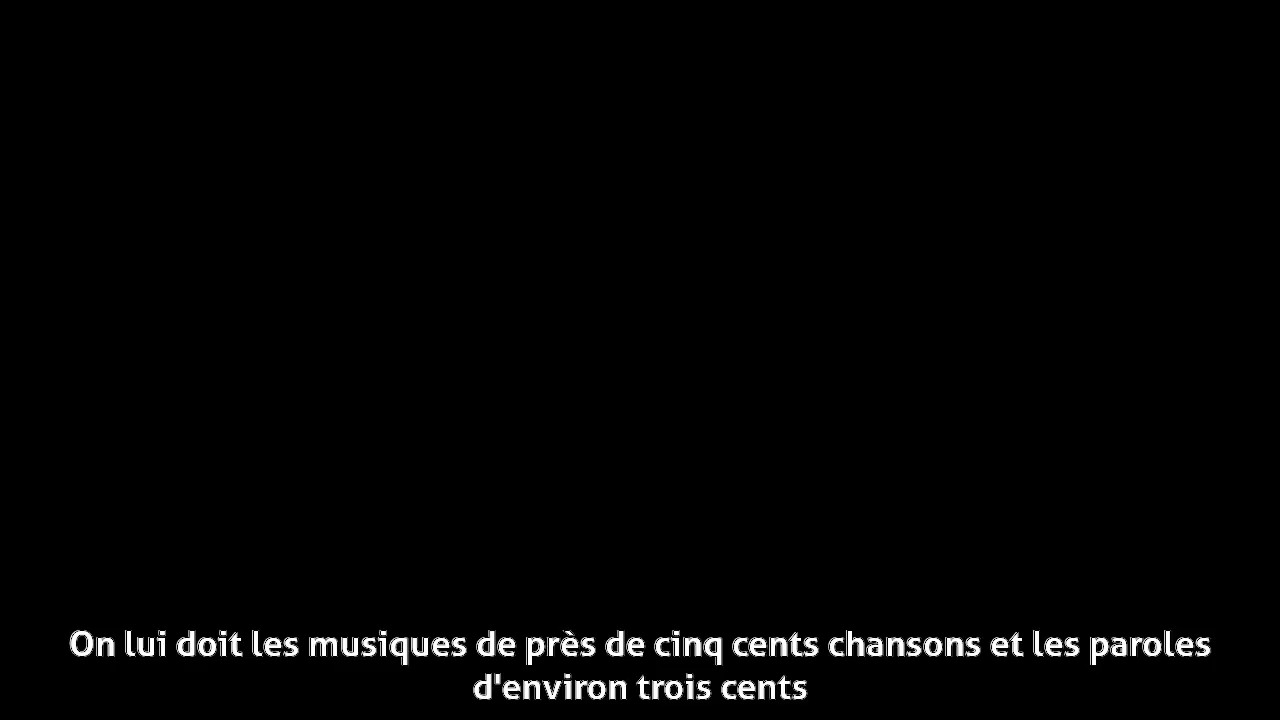 On lui doit les musiques de près de cinq cents chansons et les paroles
d'environ trois cents